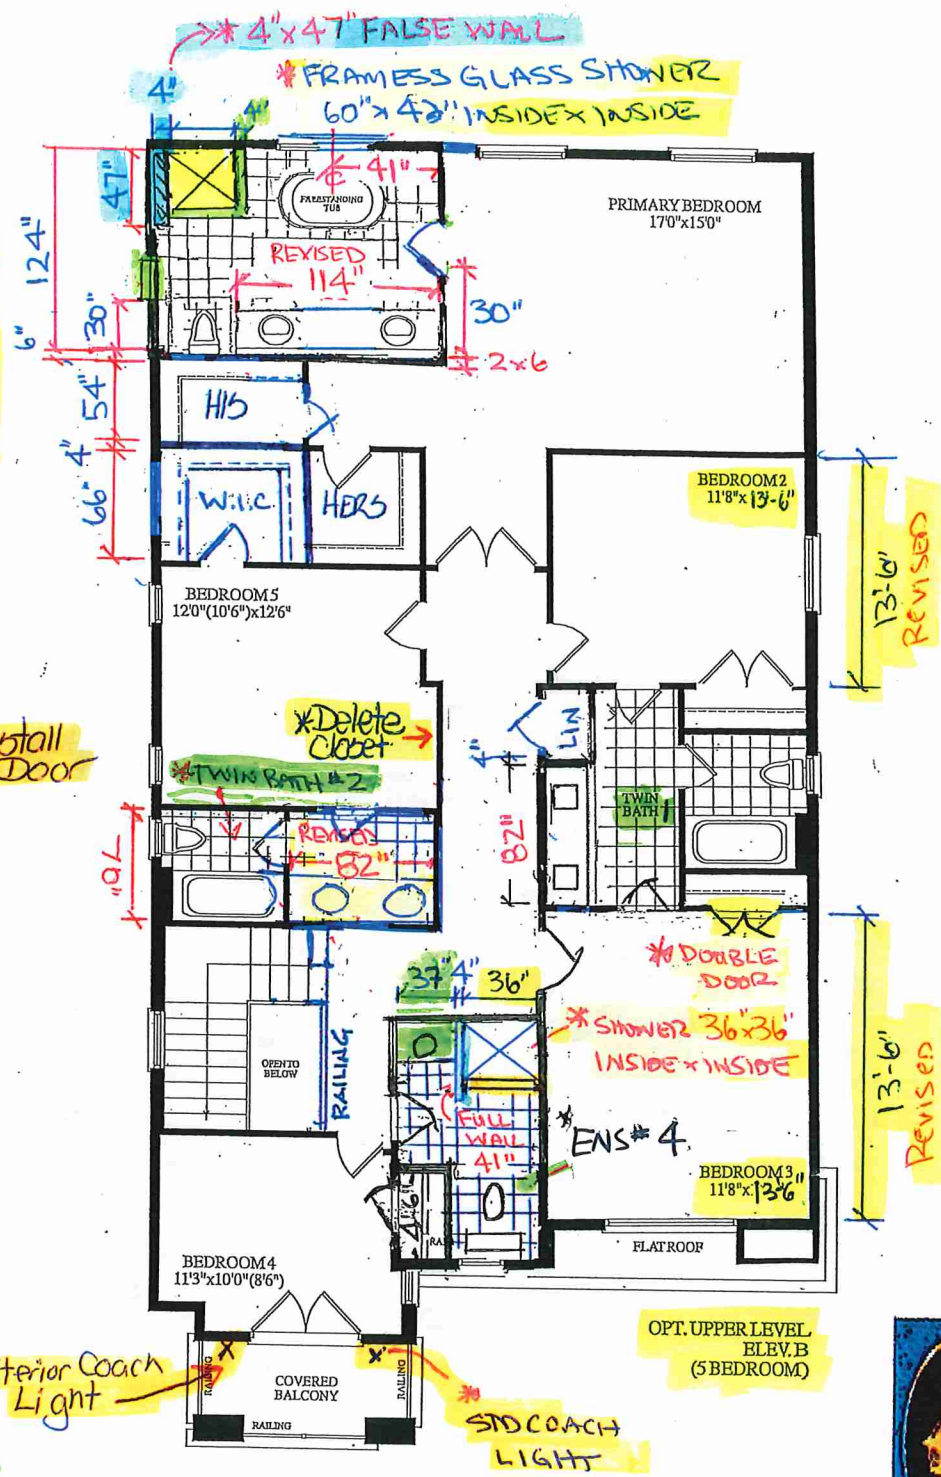 * 4"x47" FALSE WALL
* FRAMESS GLASS SHOWER
60"x 42" INSIDE x INSIDE
4"
4"
47"
41"
FREESTANDING
TUB
PRIMARY BEDROOM
17'0"x15'0"
124"
REVISED
114"
30"
30"
6"
2x6
54"
HIS
4"
66"
W.I.C
HERS
BEDROOM 2
11'8"x 13'-6"
13'-6"
REVISED
BEDROOM 5
12'0"(10'6")x12'6"
*Delete
Closet
Door
*TWIN BATH #2
4"
LIN
TWIN
BATH 1
82"
REVISED
82"
70"
37"
4"
36"
* DOUBLE
DOOR
* SHOWER 36"x36"
INSIDE x INSIDE
OPEN TO
BELOW
RAILING
FULL
WALL
41"
*
ENS# 4
13'-6"
Revised
BEDROOM 3
11'8"x 13'6"
4'6"
FLAT ROOF
BEDROOM 4
11'3"x10'0"(8'6")
OPT. UPPER LEVEL
ELEV. B
(5 BEDROOM)
Coach
Light
X
X
RAILING
COVERED
BALCONY
RAILING
RAILING
*
STD COACH
LIGHT